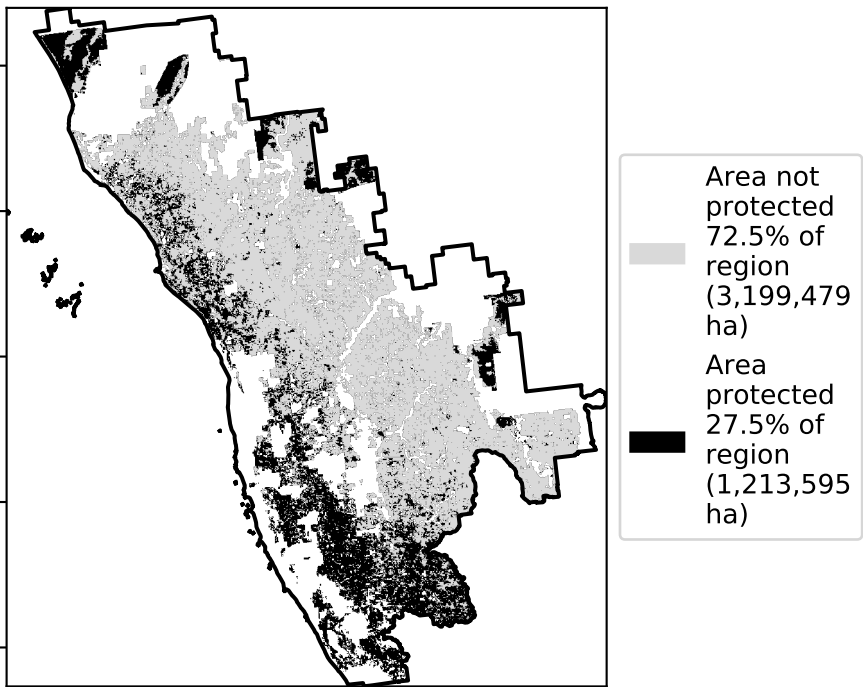 Area not
protected
72.5% of
region
(3,199,479
ha)
Area
protected
27.5% of
region
(1,213,595
ha)